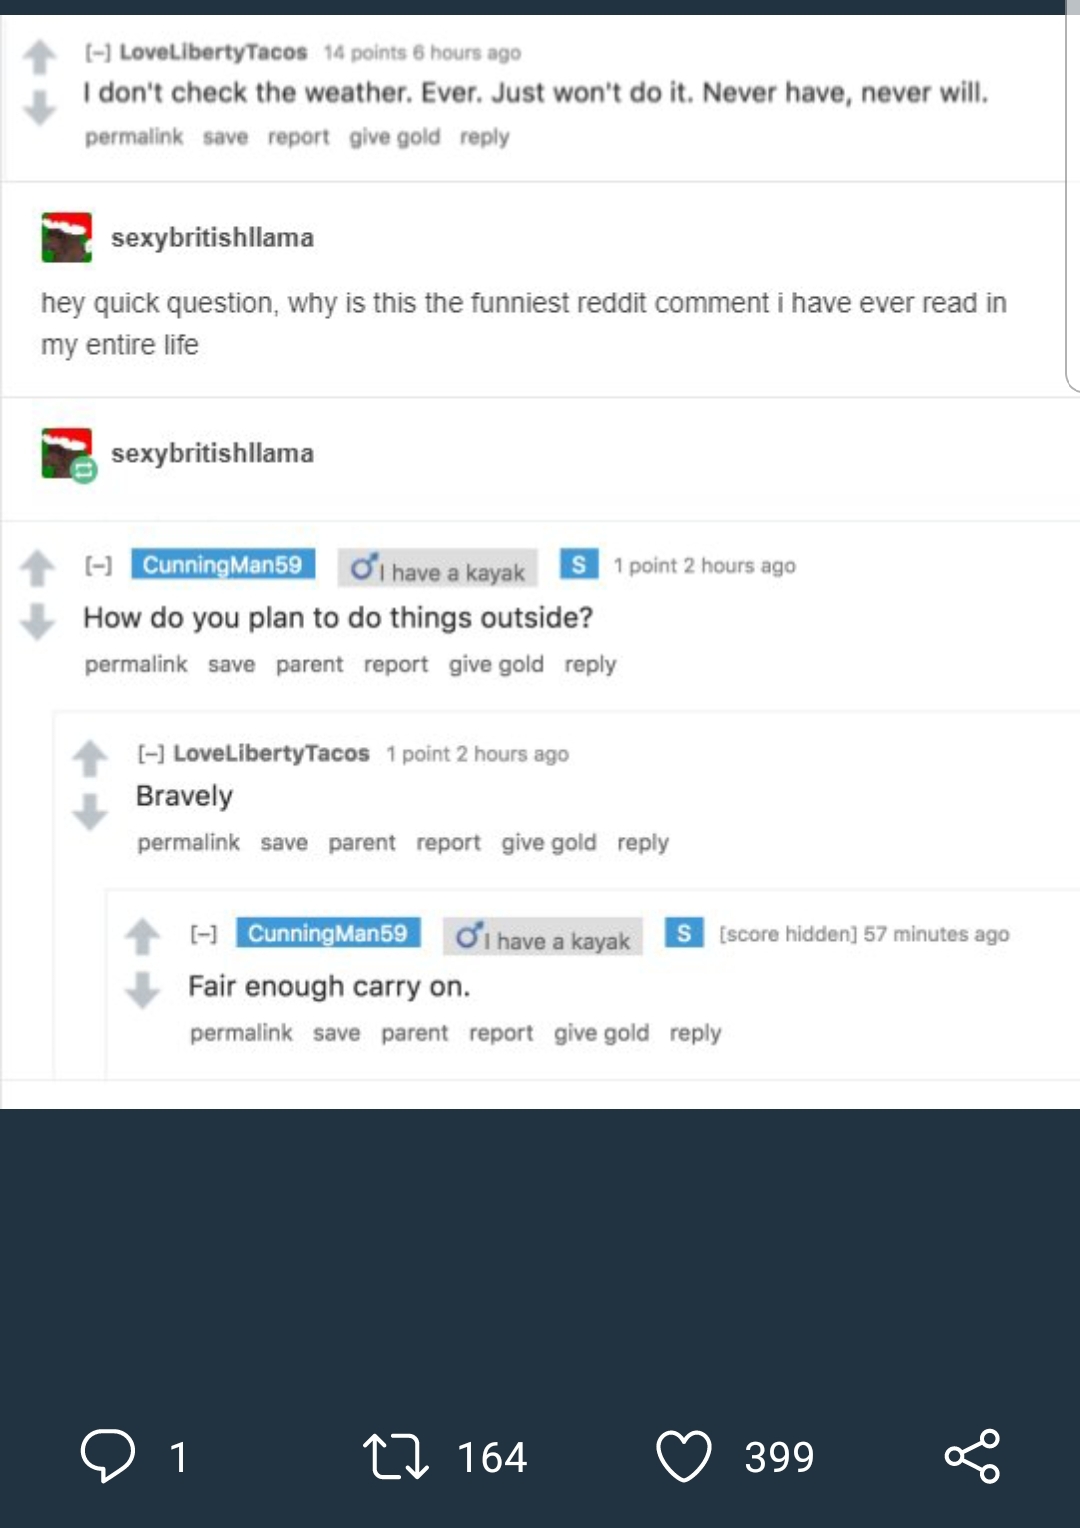 [–] LoveLibertyTacos 14 points 6 hours ago
I don't check the weather. Ever. Just won't do it. Never have, never will.
permalink save report give gold reply
sexybritishllama
hey quick question, why is this the funniest reddit comment i have ever read in
my entire life
sexybritishllama
[–] CunningMan59 ♂I have a kayak S 1 point 2 hours ago
How do you plan to do things outside?
permalink save parent report give gold reply
[–] LoveLibertyTacos 1 point 2 hours ago
Bravely
permalink save parent report give gold reply
[–] CunningMan59 ♂I have a kayak S [score hidden] 57 minutes ago
Fair enough carry on.
permalink save parent report give gold reply
1 164 399